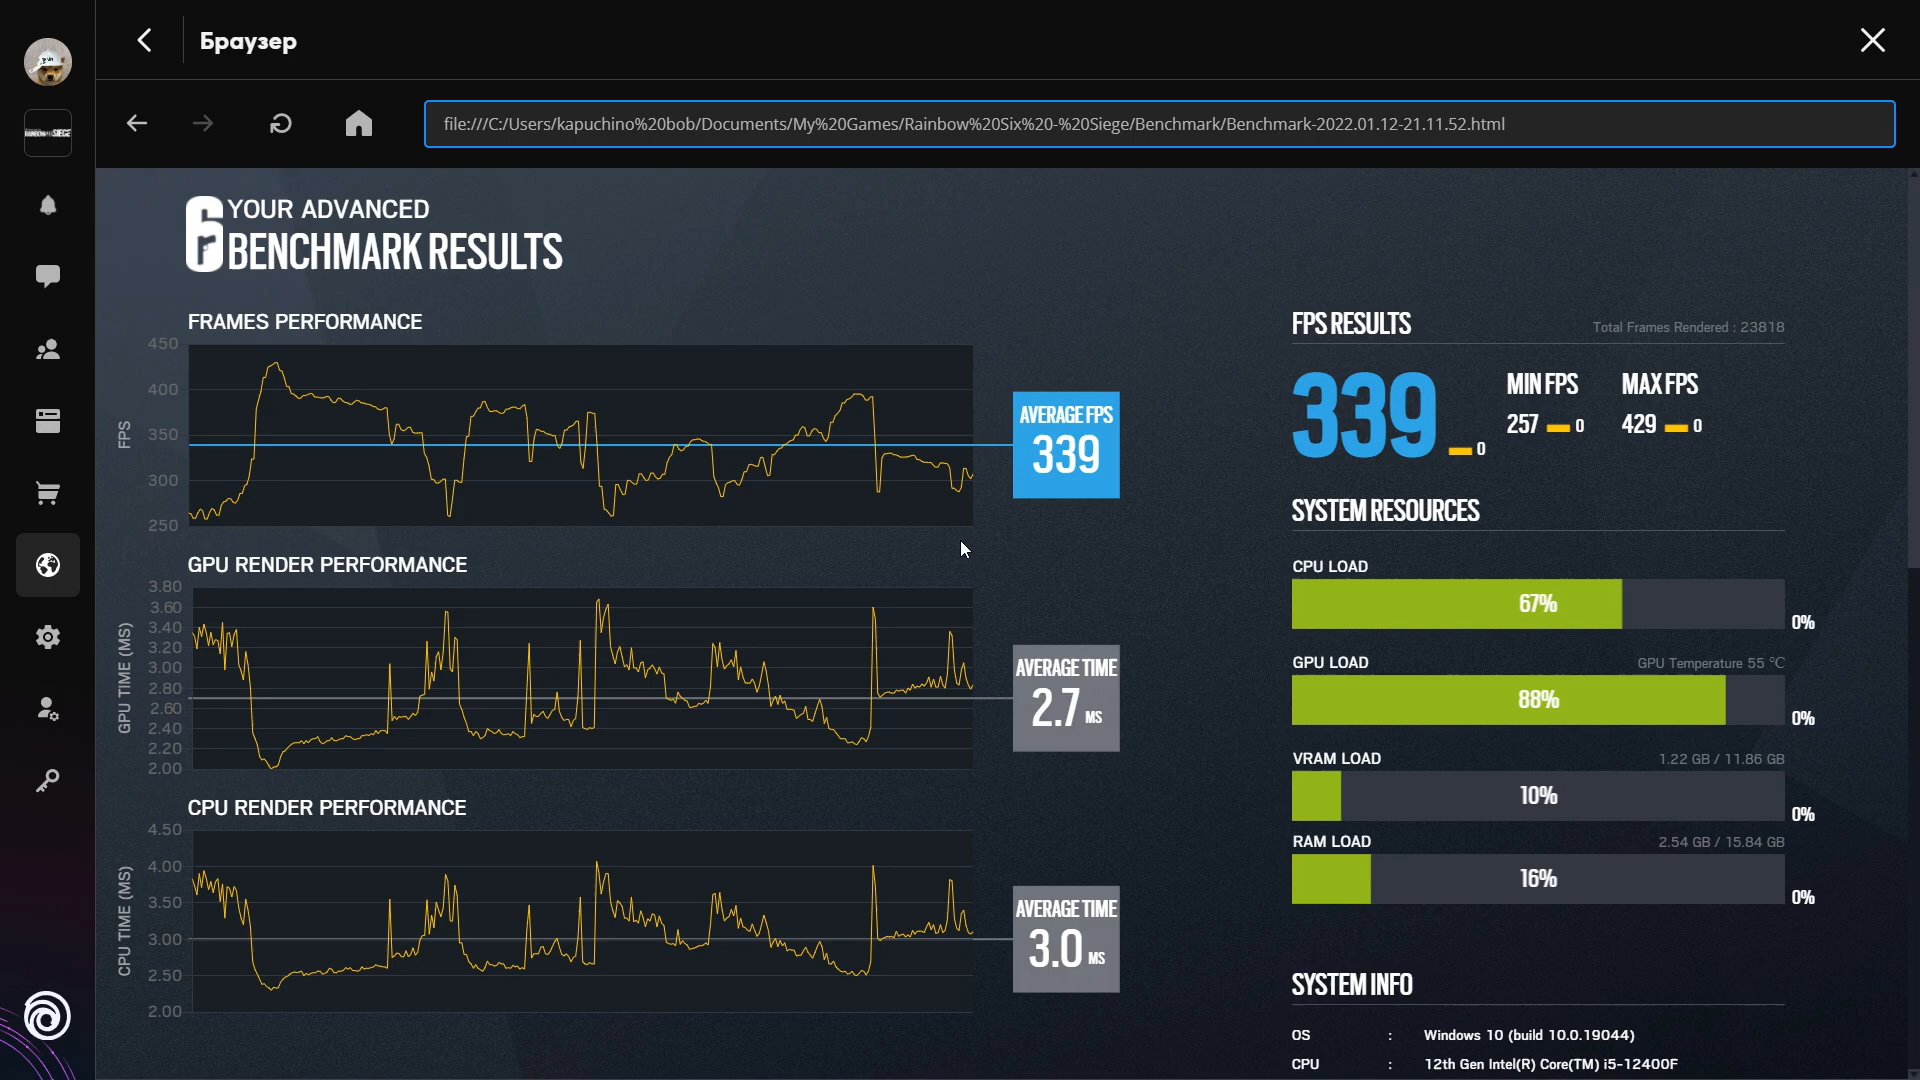 Браузер
file:///C:/Users/kapuchino%20bob/Documents/My%20Games/Rainbow%20Six%20-%20Siege/Benchmark/Benchmark-2022.01.12-21.11.52.html
YOUR ADVANCED
BENCHMARK RESULTS
FRAMES PERFORMANCE
450
400
350
300
250
FPS
AVERAGE FPS
339
GPU RENDER PERFORMANCE
3.80
3.60
3.40
3.20
3.00
2.80
2.60
2.40
2.20
2.00
GPU TIME (MS)
AVERAGE TIME
2.7 MS
CPU RENDER PERFORMANCE
4.50
4.00
3.50
3.00
2.50
2.00
CPU TIME (MS)
AVERAGE TIME
3.0 MS
FPS RESULTS
Total Frames Rendered : 23818
339 0
MIN FPS
257 0
MAX FPS
429 0
SYSTEM RESOURCES
CPU LOAD
67%
0%
GPU LOAD
GPU Temperature 55 °C
88%
0%
VRAM LOAD
1.22 GB / 11.86 GB
10%
0%
RAM LOAD
2.54 GB / 15.84 GB
16%
0%
SYSTEM INFO
OS : Windows 10 (build 10.0.19044)
CPU : 12th Gen Intel(R) Core(TM) i5-12400F